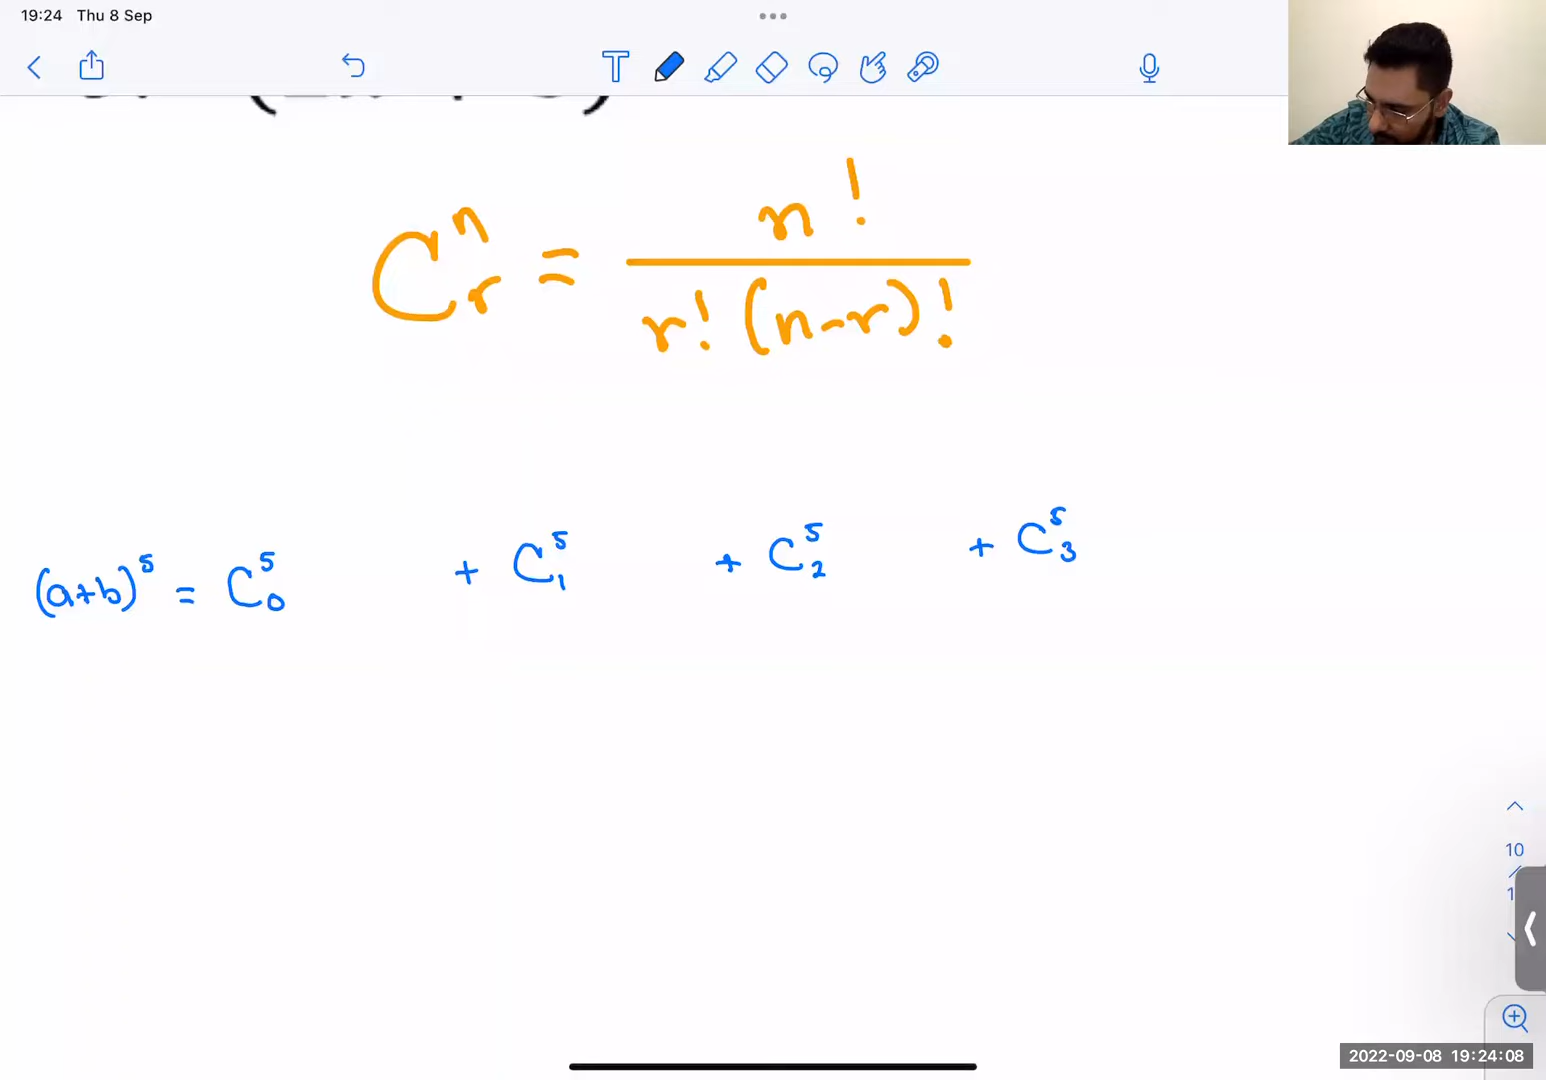 19:24 Thu 8 Sep
C^n_r = n! / r! (n-r)!
(a+b)^5 = C^5_0 + C^5_1 + C^5_2 + C^5_3
10
2022-09-08 19:24:08